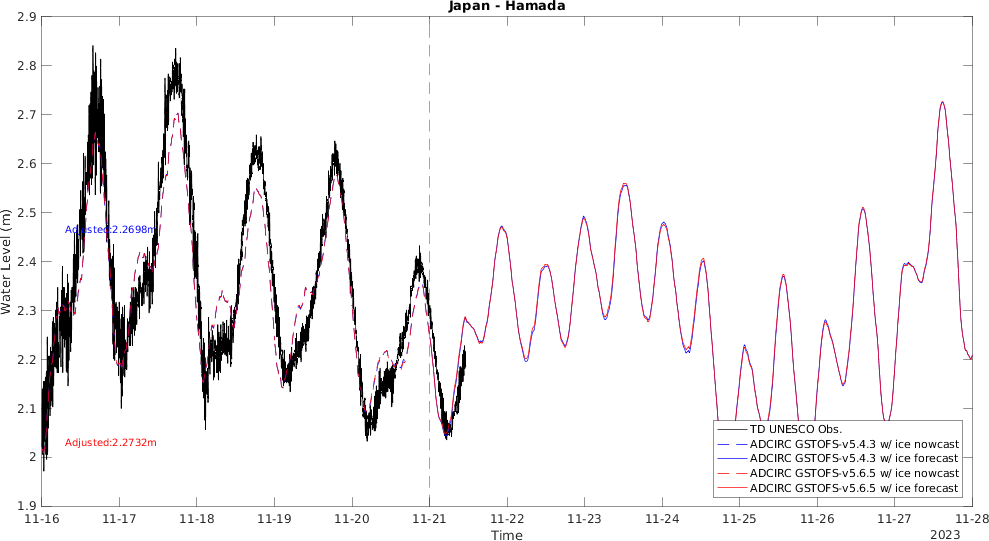 Japan - Hamada
2.9
2.8
2.7
2.6
2.5
2.4
2.3
2.2
2.1
2
1.9
Water Level (m)
Adjusted:2.2698m
Adjusted:2.2732m
TD UNESCO Obs.
ADCIRC GSTOFS-v5.4.3 w/ ice nowcast
ADCIRC GSTOFS-v5.4.3 w/ ice forecast
ADCIRC GSTOFS-v5.6.5 w/ ice nowcast
ADCIRC GSTOFS-v5.6.5 w/ ice forecast
11-16 11-17 11-18 11-19 11-20 11-21 11-22 11-23 11-24 11-25 11-26 11-27 11-28
Time
2023